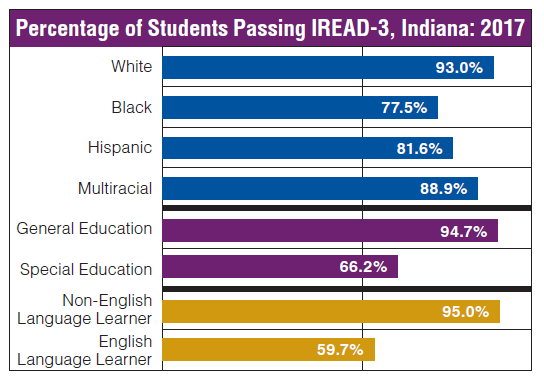 Percentage of Students Passing IREAD-3, Indiana: 2017
White 93.0%
Black 77.5%
Hispanic 81.6%
Multiracial 88.9%
General Education 94.7%
Special Education 66.2%
Non-English
Language Learner 95.0%
English
Language Learner 59.7%